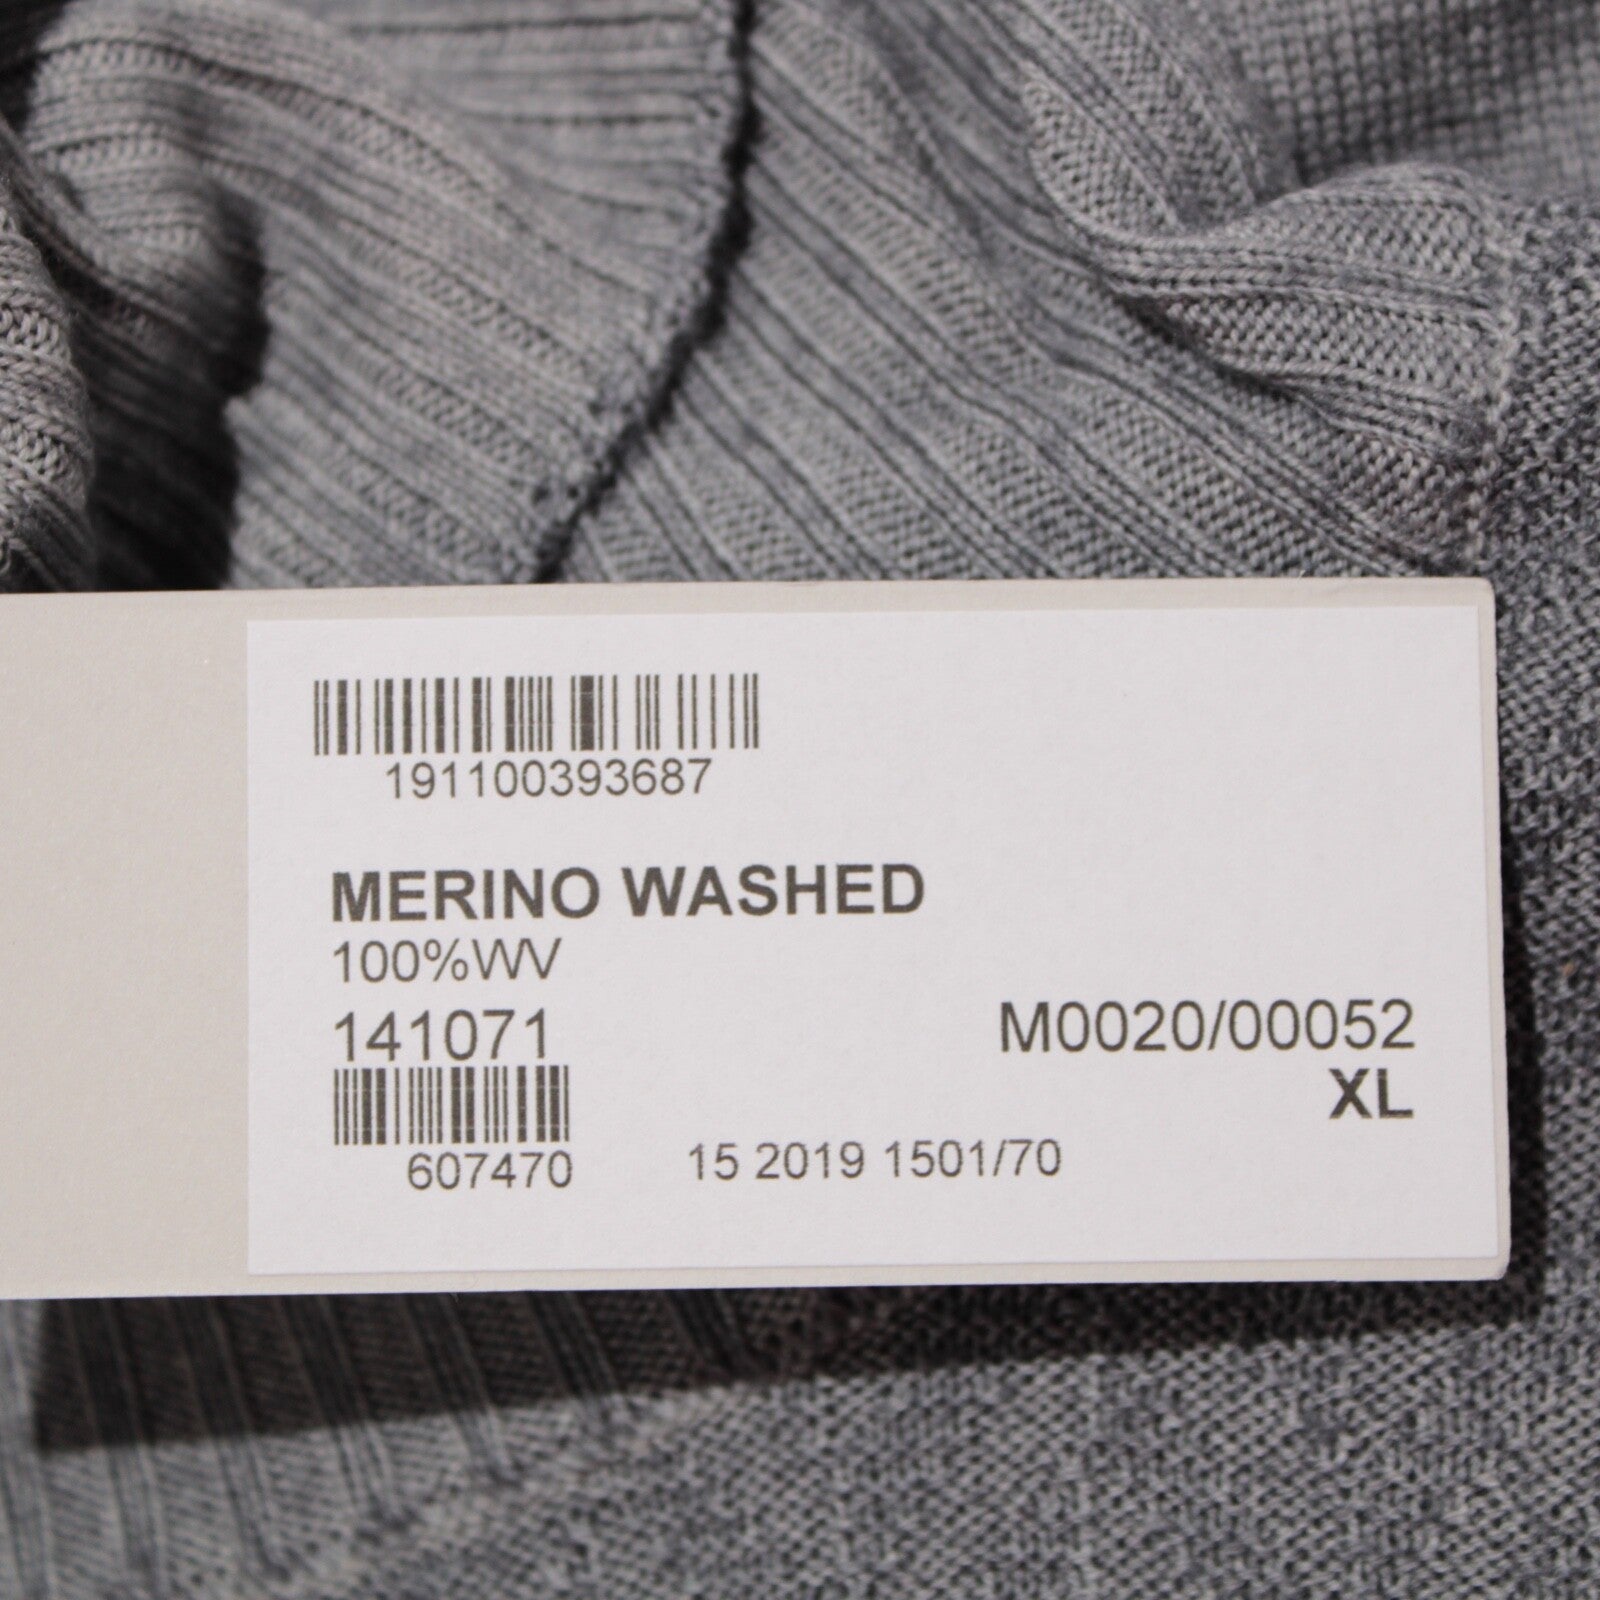 191100393687
MERINO WASHED
100%WV
141071
M0020/00052
XL
607470
15 2019 1501/70